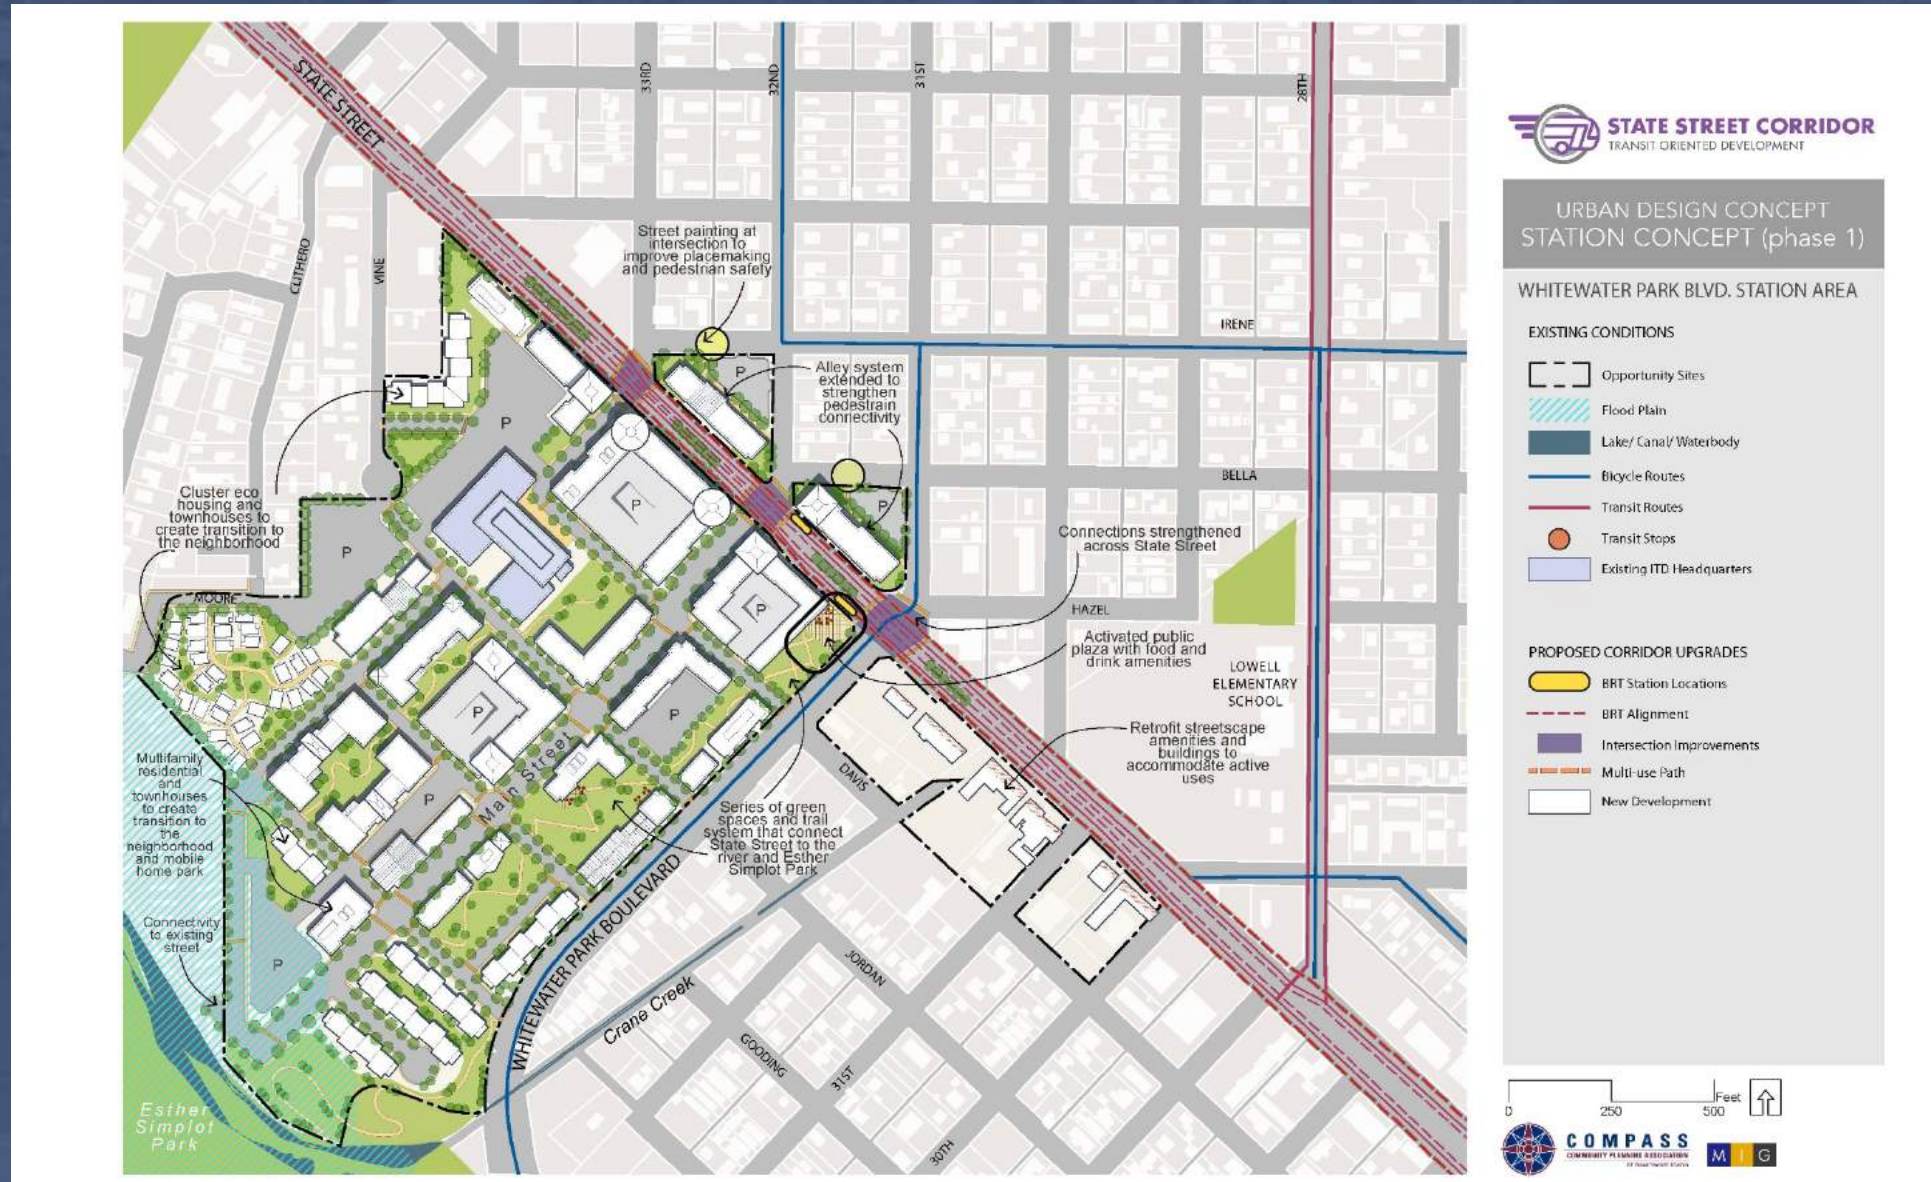 STATE STREET
33RD
32ND
31ST
28TH
CLITHERO
VINE
Street painting at
intersection to
improve placemaking
and pedestrian safety
IRENE
P
Alley system
extended to
strengthen
pedestrain
connectivity
P
P
BELLA
P
P
Cluster eco
housing and
townhouses to
create transition to
the neighborhood
P
Connections strengthened
across State Street
MOORE
P
HAZEL
Activated public
plaza with food and
drink amenities
LOWELL
ELEMENTARY
SCHOOL
P
P
Retrofit streetscape
amenities and
buildings to
accommodate active
uses
Main Street
DAVIS
Multifamily
residential
and
townhouses
to create
transition to
the
neighborhood
and mobile
home park
P
Series of green
spaces and trail
system that connect
State Street to the
river and Esther
Simplot Park
WHITEWATER PARK BOULEVARD
Connectivity
to existing
street
P
JORDAN
Crane Creek
GOODING
31ST
30TH
Esther
Simplot
Park
STATE STREET CORRIDOR
TRANSIT ORIENTED DEVELOPMENT
URBAN DESIGN CONCEPT
STATION CONCEPT (phase 1)
WHITEWATER PARK BLVD. STATION AREA
EXISTING CONDITIONS
Opportunity Sites
Flood Plain
Lake/ Canal/ Waterbody
Bicycle Routes
Transit Routes
Transit Stops
Existing ITD Headquarters
PROPOSED CORRIDOR UPGRADES
BRT Station Locations
BRT Alignment
Intersection Improvements
Multi-use Path
New Development
Feet
0 250 500
COMPASS
COMMUNITY PLANNING ASSOCIATION
M I G